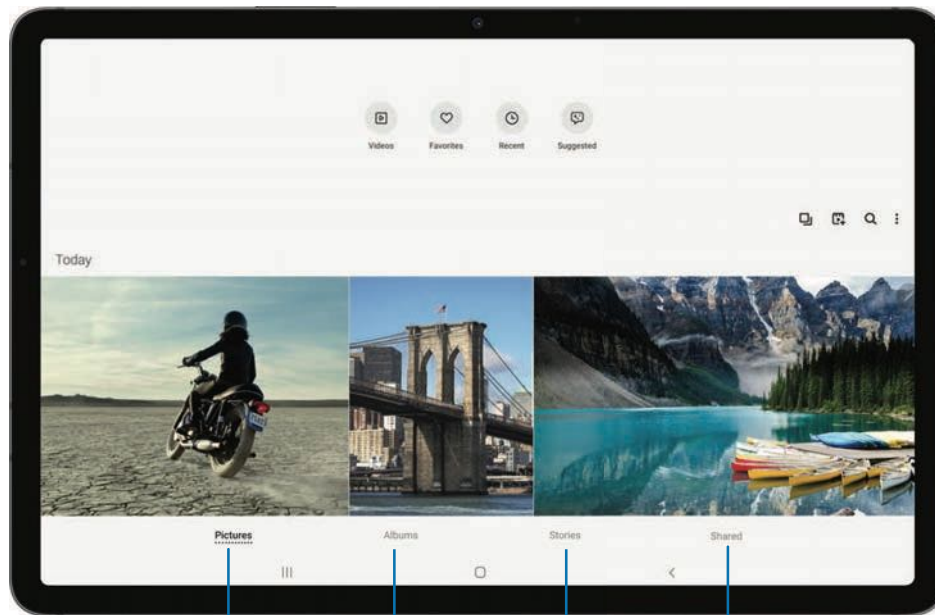 Videos
Favorites
Recent
Suggested
Today
Pictures
Albums
Stories
Shared